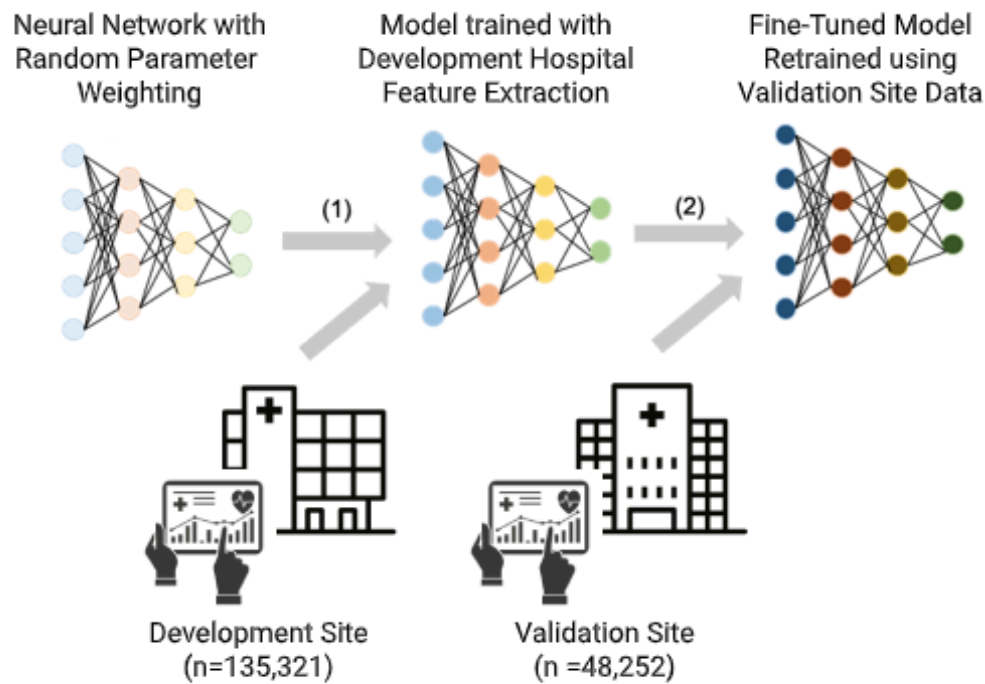 Neural Network with
Random Parameter
Weighting
Model trained with
Development Hospital
Feature Extraction
Fine-Tuned Model
Retrained using
Validation Site Data
(1)
(2)
Development Site
(n=135,321)
Validation Site
(n =48,252)